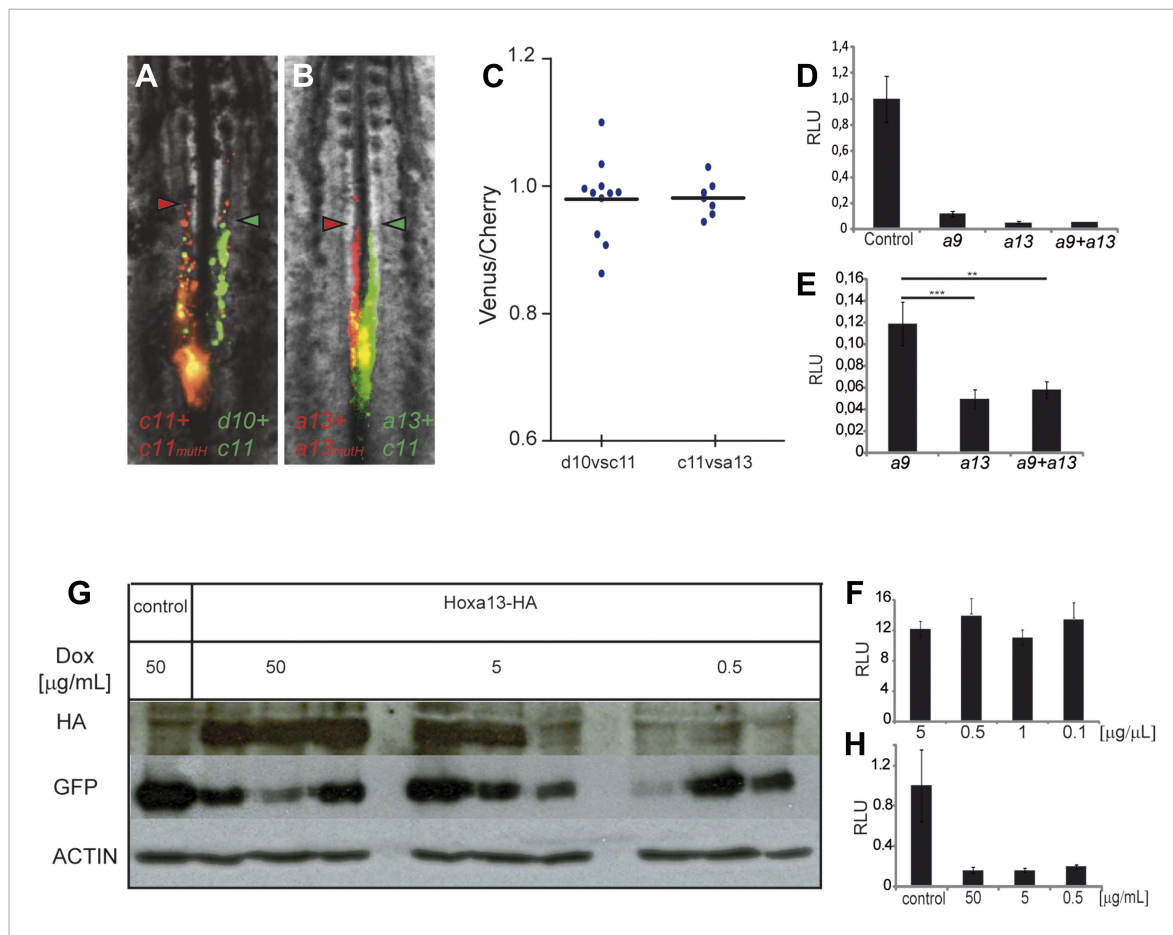 A
c11+ d10+
c11mutH c11
B
a13+ a13+
a13mutH c11
C
1.2
1.0
0.8
0.6
Venus/Cherry
d10vsc11 c11vsa13
D
1,4
1,2
1,0
0,8
0,6
0,4
0,2
0
RLU
Control a9 a13 a9+a13
E
0,16
0,14
0,12
0,10
0,08
0,06
0,04
0,02
0
RLU
**
***
a9 a13 a9+a13
G
control Hoxa13-HA
Dox
[µg/mL]
50 50 5 0.5
HA
GFP
ACTIN
F
16
12
8
4
0
RLU
5 0.5 1 0.1 [µg/µL]
H
1.2
0.8
0.4
0
RLU
control 50 5 0.5 [µg/mL]